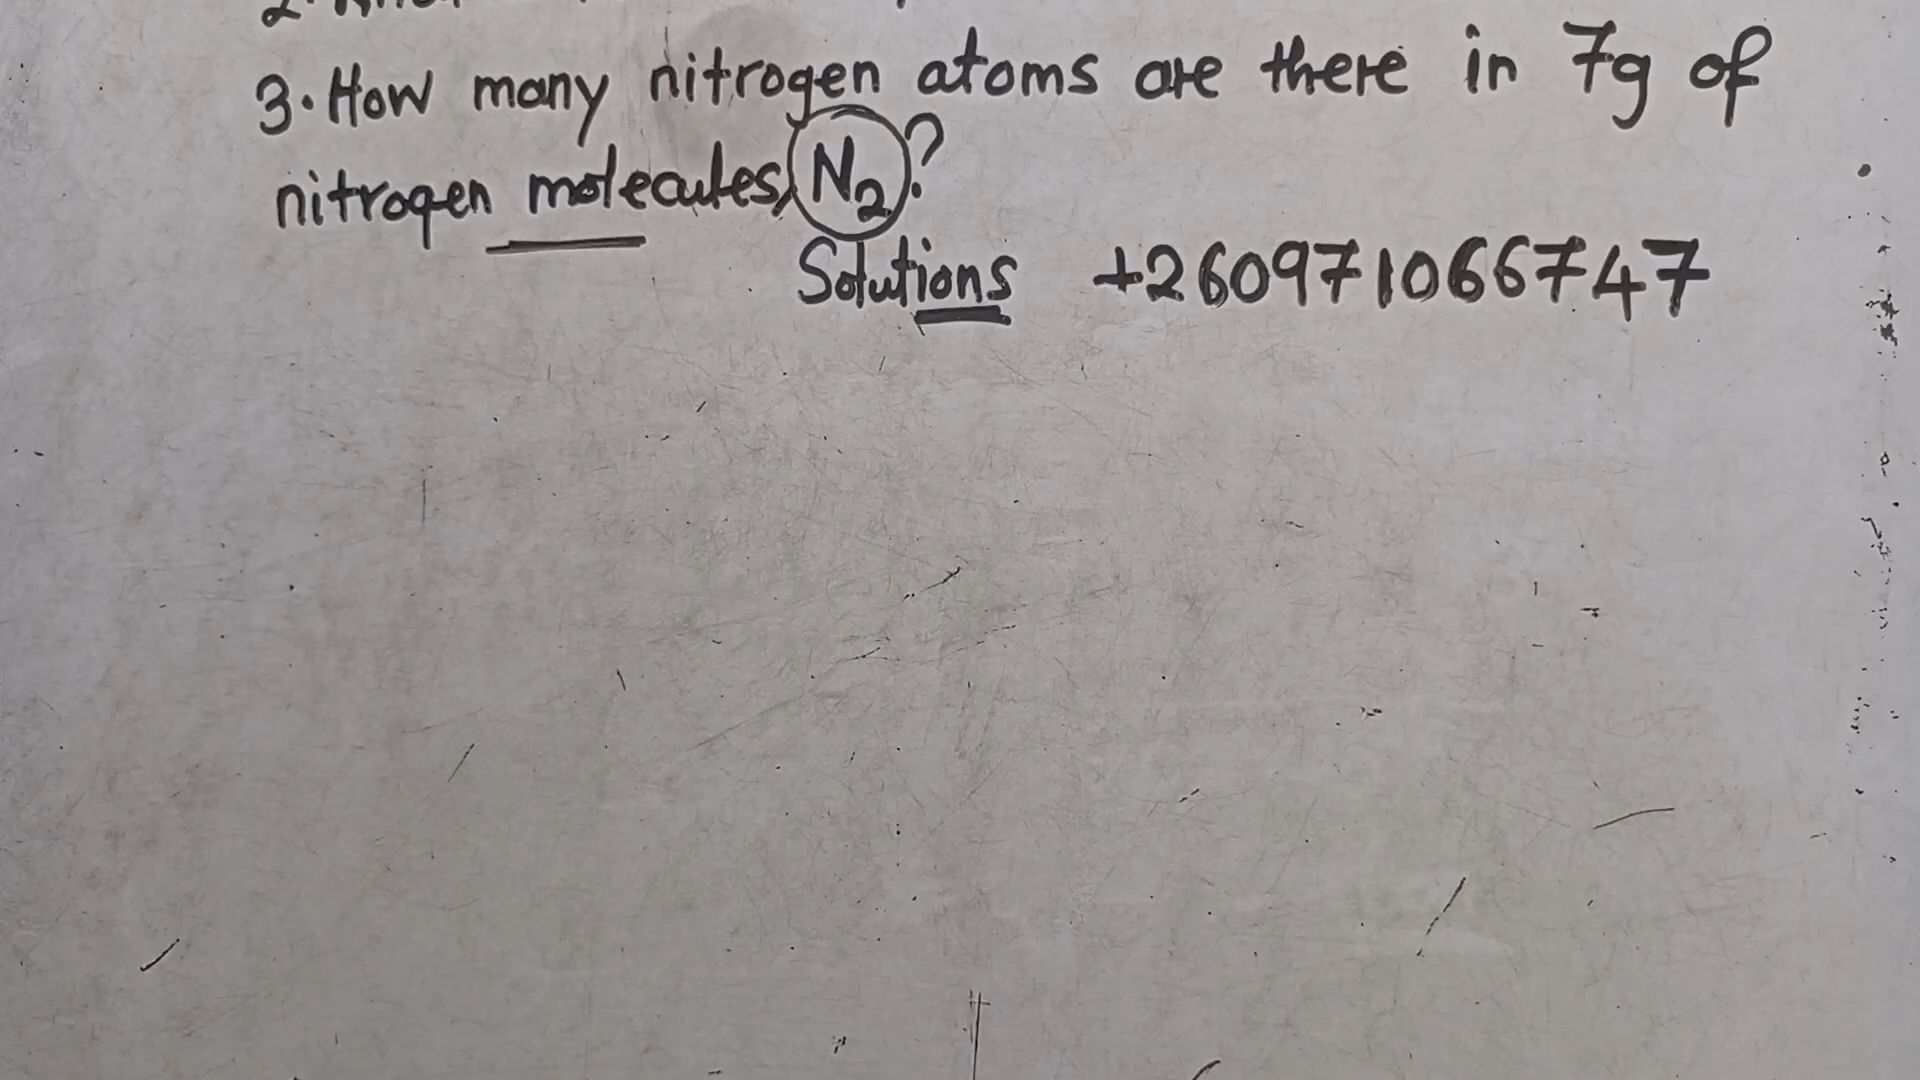 3. How many nitrogen atoms are there in 7g of
nitrogen molecules, N₂?
Solutions +260971066747